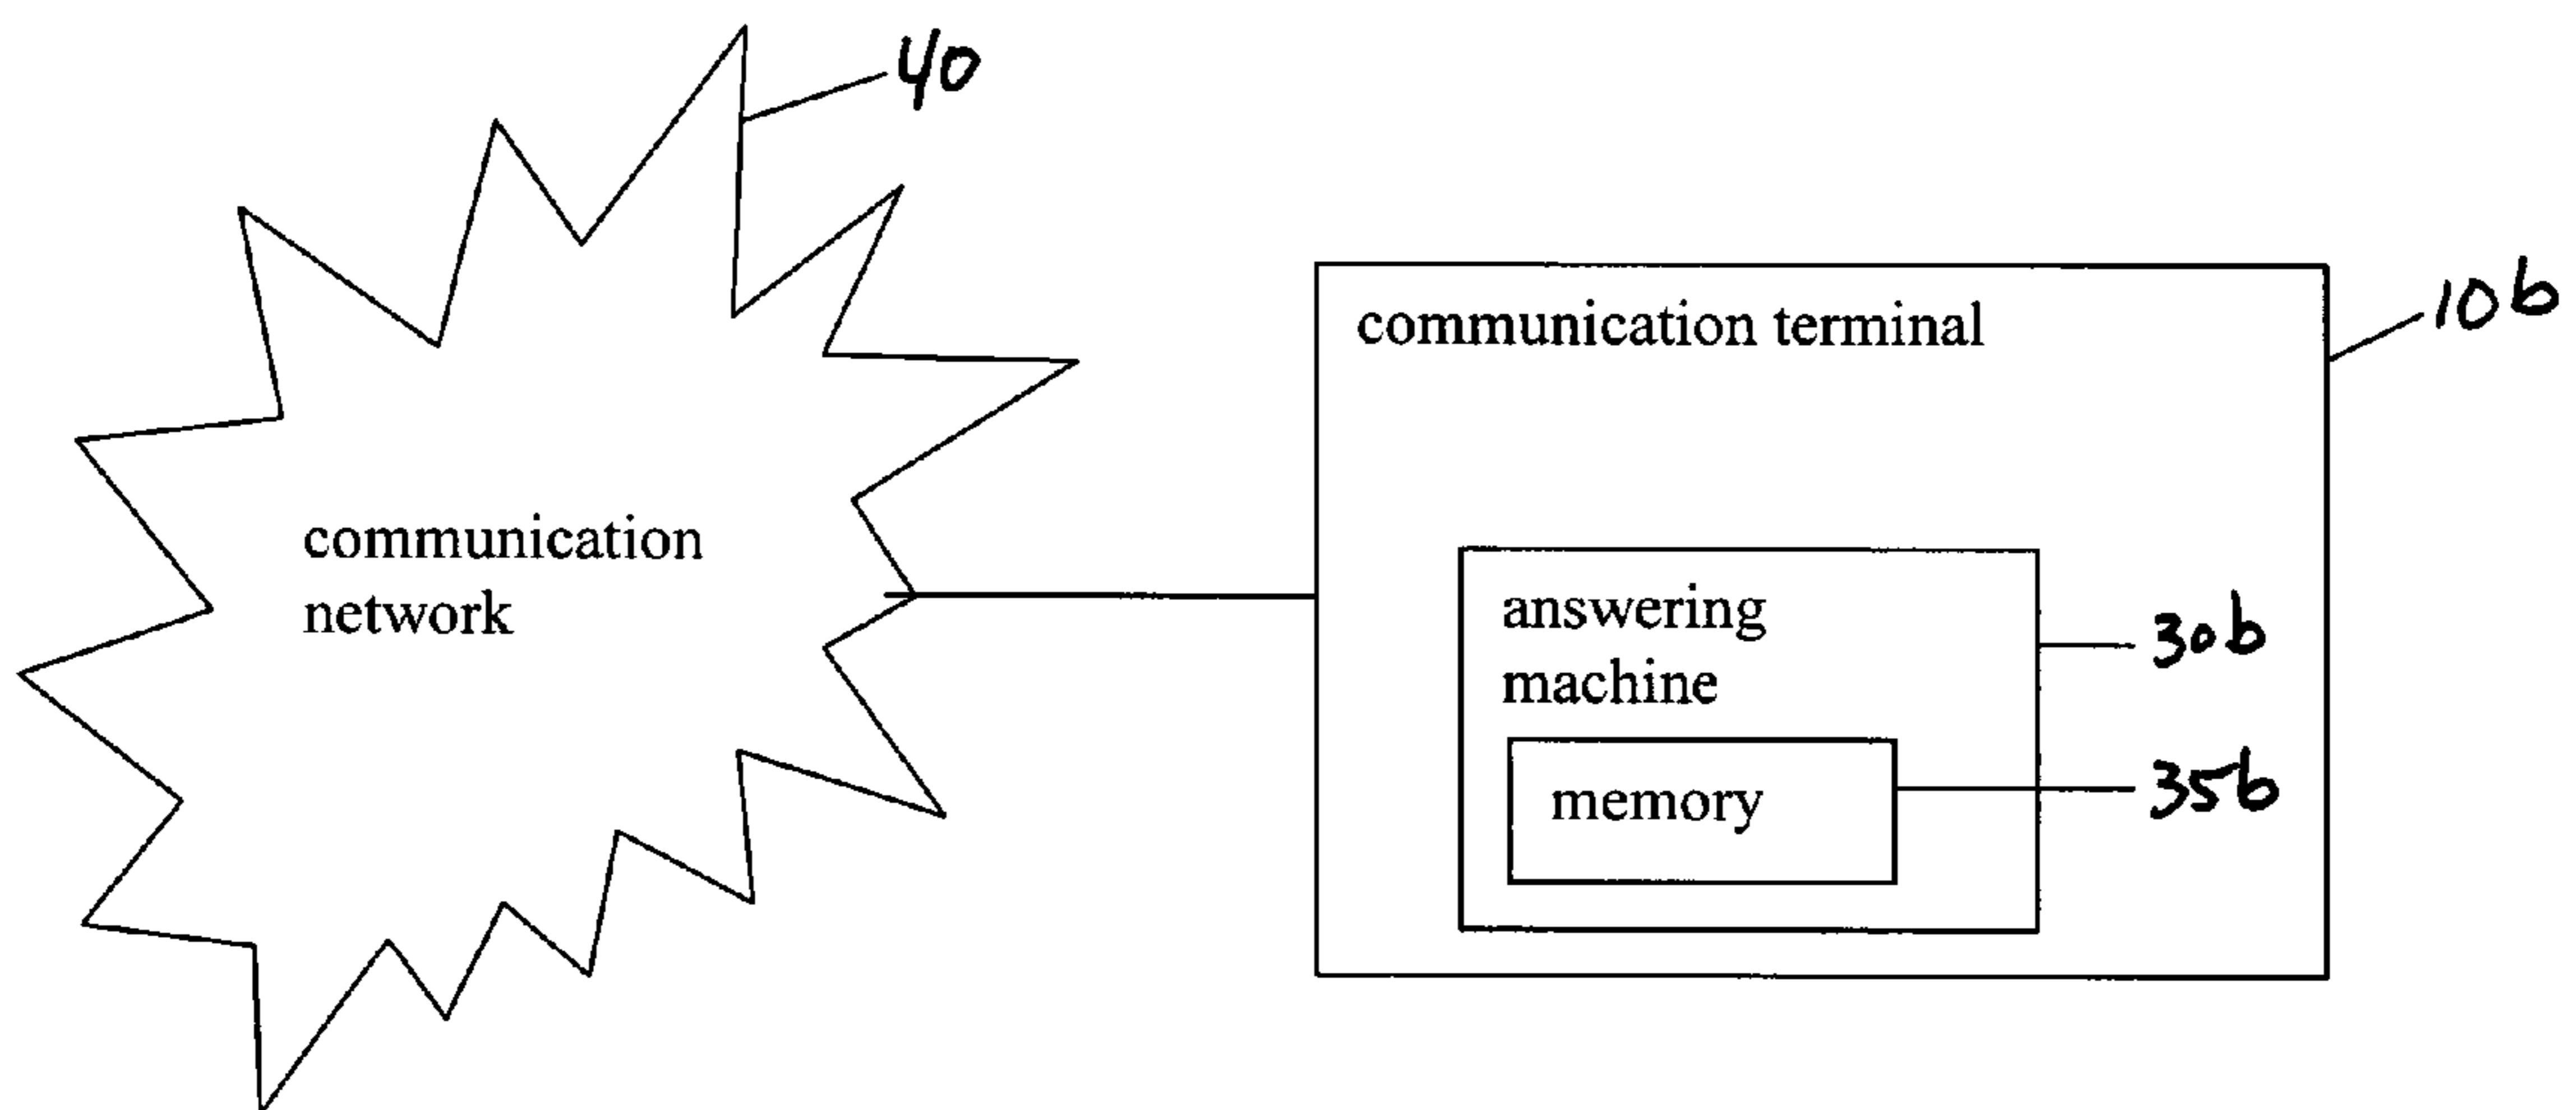 40
communication terminal
10b
communication
network
answering
machine
30b
memory
35b